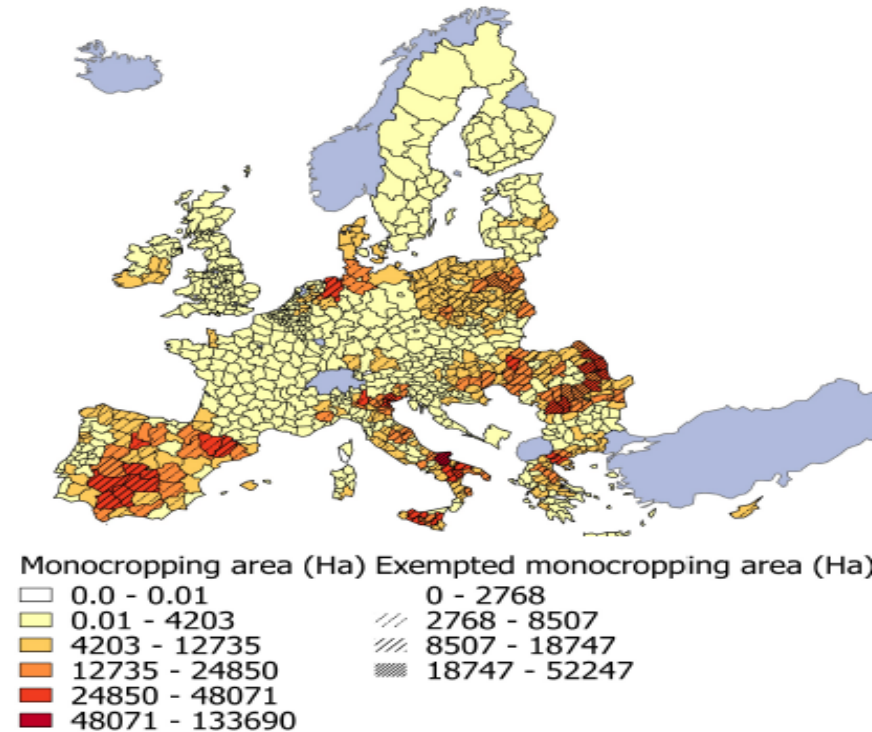 Monocropping area (Ha) Exempted monocropping area (Ha)
0.0 - 0.01 0 - 2768
0.01 - 4203 2768 - 8507
4203 - 12735 8507 - 18747
12735 - 24850 18747 - 52247
24850 - 48071
48071 - 133690